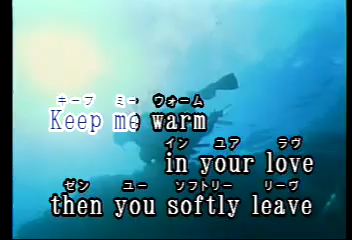 キープ ミー ウォーム
Keep me warm
イン ユア ラヴ
in your love
ゼン ユー ソフトリー リーヴ
then you softly leave